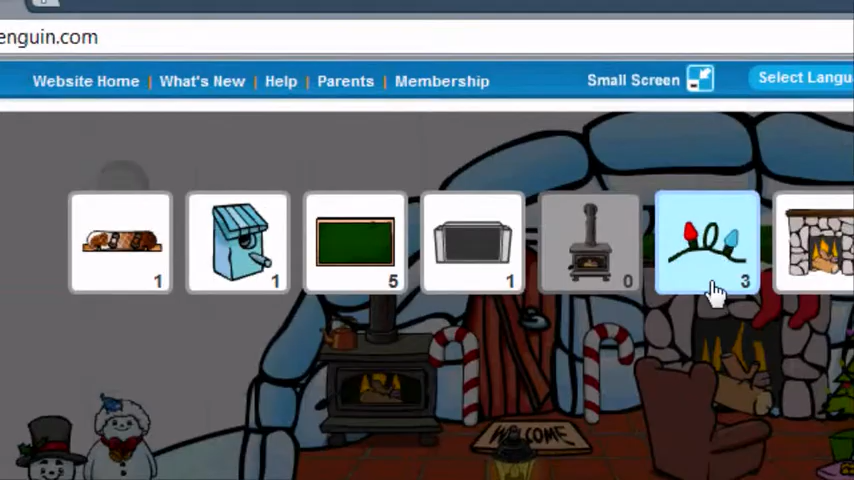 enguin.com
Website Home | What's New | Help | Parents | Membership
Small Screen
Select Langua
1
1
5
1
0
3
WELCOME